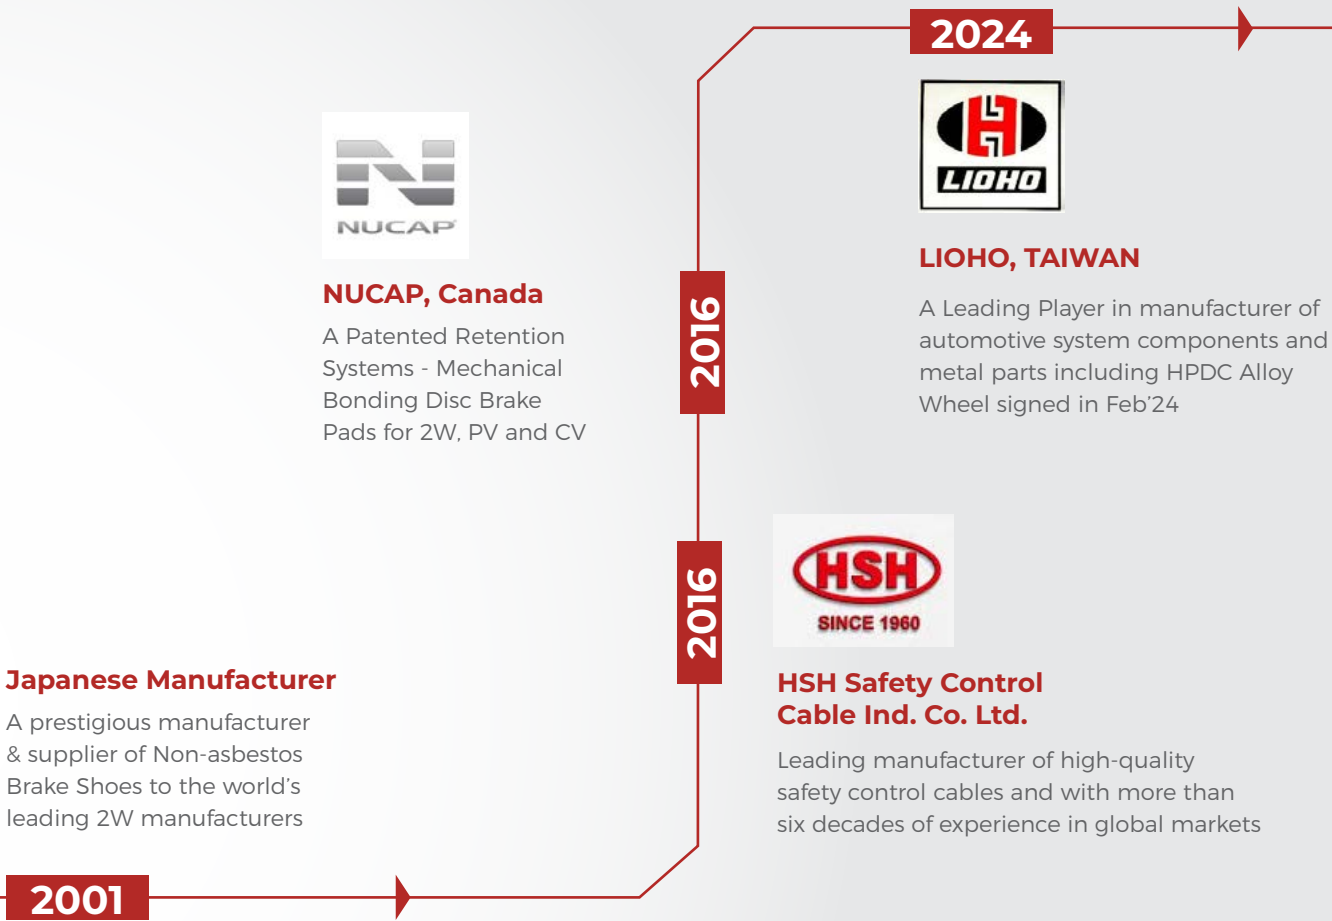 2024
LIOHO
LIOHO, TAIWAN
A Leading Player in manufacturer of
automotive system components and
metal parts including HPDC Alloy
Wheel signed in Feb'24
NUCAP
NUCAP, Canada
A Patented Retention
Systems - Mechanical
Bonding Disc Brake
Pads for 2W, PV and CV
2016
2016
HSH
SINCE 1960
HSH Safety Control
Cable Ind. Co. Ltd.
Leading manufacturer of high-quality
safety control cables and with more than
six decades of experience in global markets
Japanese Manufacturer
A prestigious manufacturer
& supplier of Non-asbestos
Brake Shoes to the world's
leading 2W manufacturers
2001